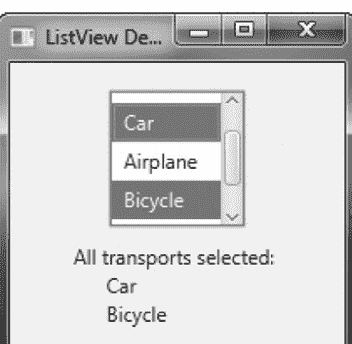 ListView De...
Car
Airplane
Bicycle
All transports selected:
Car
Bicycle